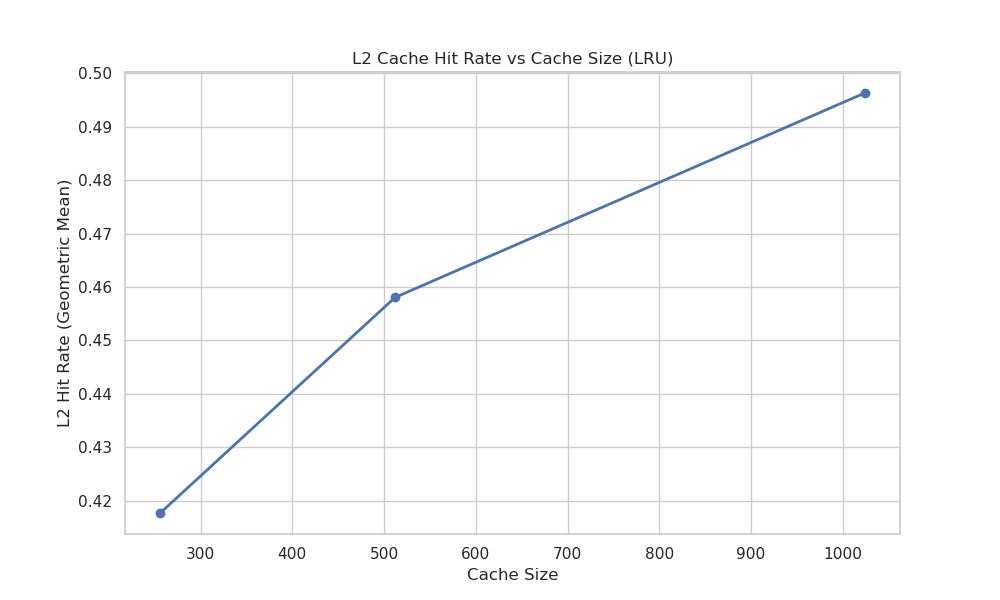 L2 Cache Hit Rate vs Cache Size (LRU)
L2 Hit Rate (Geometric Mean)
0.50
0.49
0.48
0.47
0.46
0.45
0.44
0.43
0.42
300 400 500 600 700 800 900 1000
Cache Size